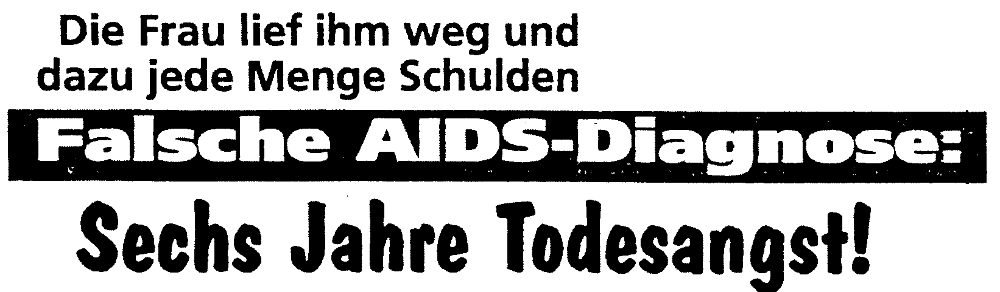 Die Frau lief ihm weg und
dazu jede Menge Schulden
Falsche AIDS-Diagnose:
Sechs Jahre Todesangst!